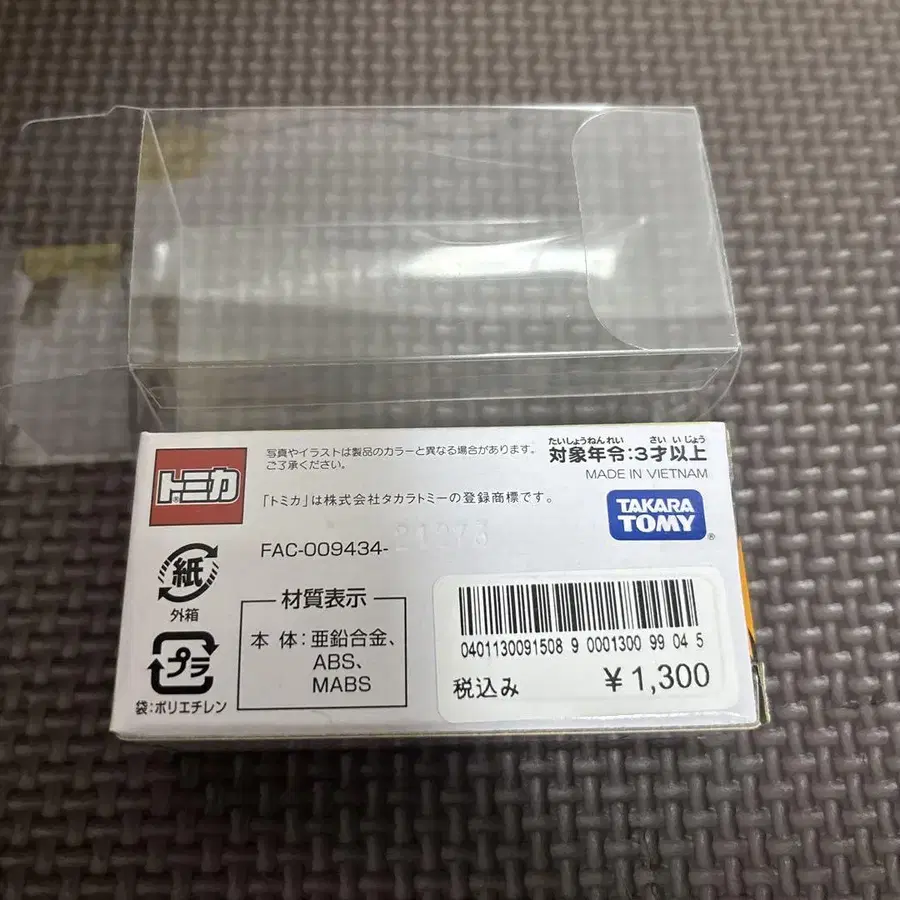 トミカ
®
写真やイラストは製品のカラーと異なる場合があります。
ご了承ください。
「トミカ」は株式会社タカラトミーの登録商標です。
たいしょうねんれい さい いじょう
対象年令:3才以上
MADE IN VIETNAM
TAKARA
TOMY
®
FAC-009434-
紙
外箱
プラ
袋:ポリエチレン
材質表示
本 体:亜鉛合金、
ABS、
MABS
0401130091508 9 0001300 99 04 5
税込み ￥1,300